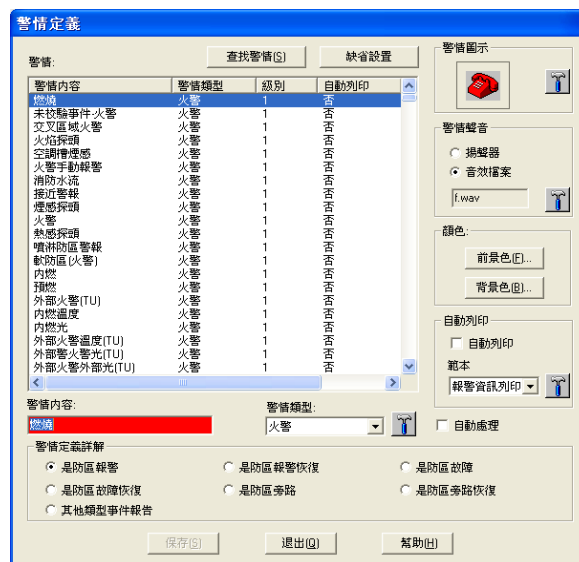 警情定義
警情:
查找警情(S)
缺省設置
警情圖示
警情内容 警情類型 級別 自動列印
燃燒 火警 1 否
未校驗事件-火警 火警 1 否
交叉區域火警 火警 1 否
火焰探頭 火警 1 否
空調槽煙感 火警 1 否
火警手動報警 火警 1 否
消防水流 火警 1 否
接近警報 火警 1 否
煙感探頭 火警 1 否
火警 火警 1 否
熱感探頭 火警 1 否
噴淋防區警報 火警 1 否
軟防區(火警) 火警 1 否
内燃 火警 1 否
預燃 火警 1 否
外部火警(TU) 火警 1 否
内燃溫度 火警 1 否
内燃光 火警 1 否
外部火警溫度(TU) 火警 1 否
外部警火警光(TU) 火警 1 否
外部火警外部光(TU) 火警 1 否
警情聲音
揚聲器
音效檔案
f.wav
顏色:
前景色(F)...
背景色(B)...
自動列印
自動列印
範本
報警資訊列印
警情内容:
警情類型:
燃燒
火警
自動處理
警情定義詳解
是防區報警 是防區報警恢復 是防區故障
是防區故障恢復 是防區旁路 是防區旁路恢復
其他類型事件報告
保存(S) 退出(Q) 幫助(H)